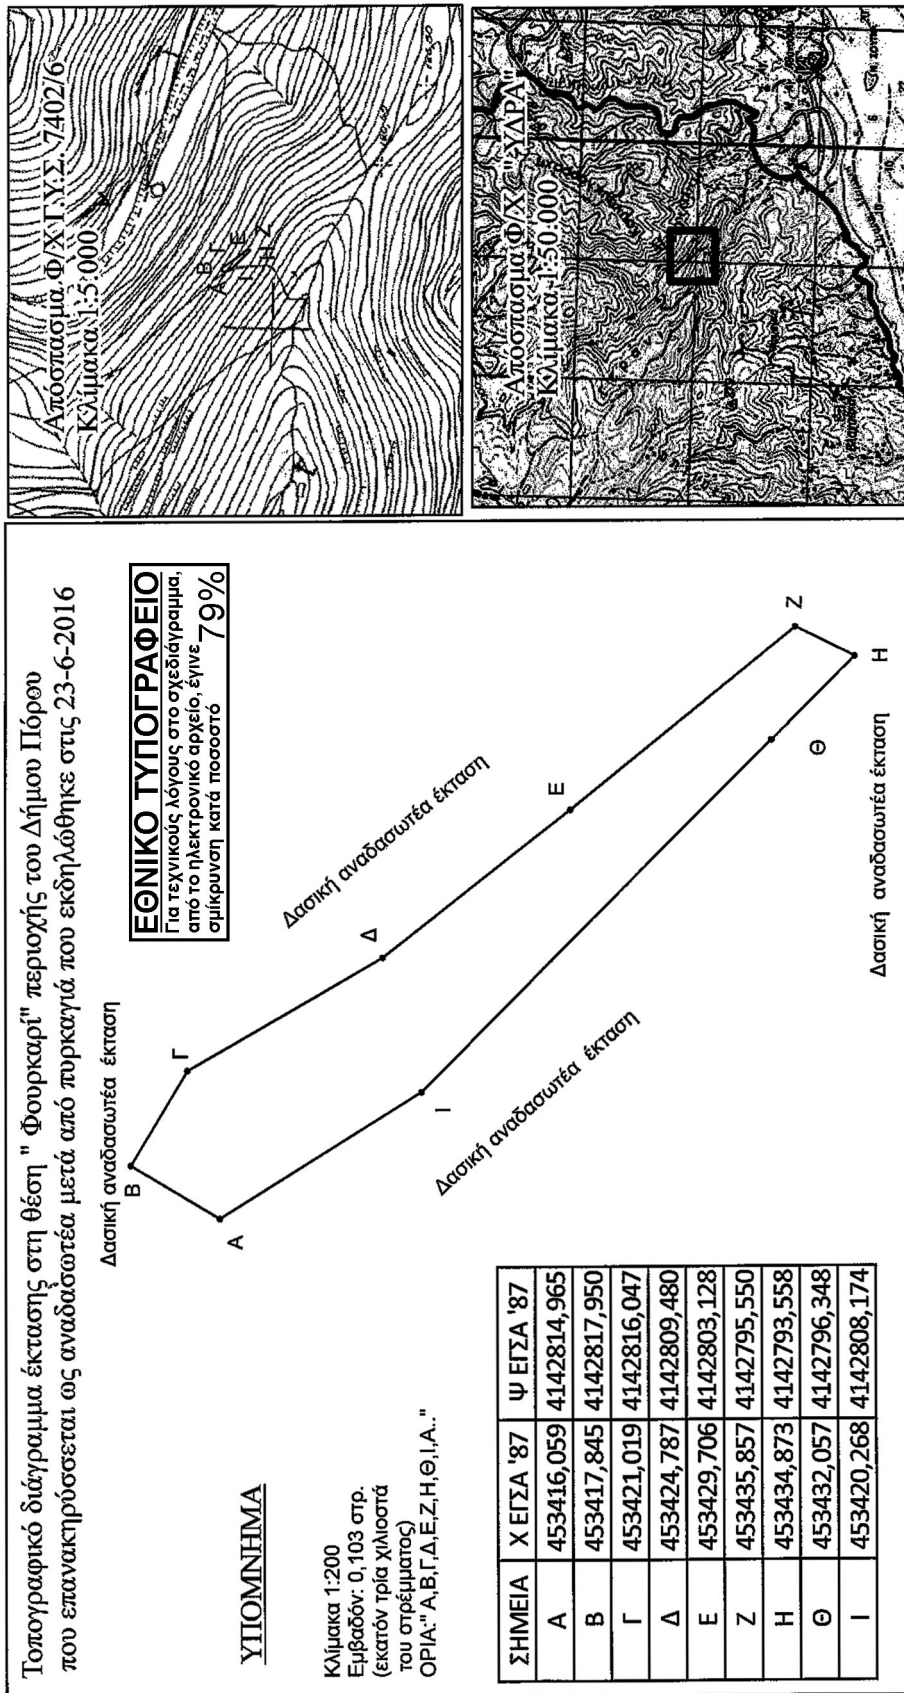 Τοπογραφικό διάγραμμα έκτασης στη θέση " Φουρκαρί" περιοχής του Δήμου Πόρου
που επανακηρύσσεται ως αναδασωτέα μετά από πυρκαγιά που εκδηλώθηκε στις 23-6-2016
ΕΘΝΙΚΟ ΤΥΠΟΓΡΑΦΕΙΟ
Για τεχνικούς λόγους στο σχεδιάγραμμα,
από το ηλεκτρονικό αρχείο, έγινε
σμίκρυνση κατά ποσοστό 79%
Δασική αναδασωτέα έκταση
Δασική αναδασωτέα έκταση
Δασική αναδασωτέα έκταση
Δασική αναδασωτέα έκταση
Α
Β
Γ
Δ
Ε
Ζ
Η
Θ
Ι
ΥΠΟΜΝΗΜΑ
Κλίμακα 1:200
Εμβαδόν: 0,103 στρ.
(εκατόν τρία χιλιοστά
του στρέμματος)
ΟΡΙΑ:" Α,Β,Γ,Δ,Ε,Ζ,Η,Θ,Ι,Α.."
ΣΗΜΕΙΑ Χ ΕΓΣΑ '87 Ψ ΕΓΣΑ '87
Α 453416,059 4142814,965
Β 453417,845 4142817,950
Γ 453421,019 4142816,047
Δ 453424,787 4142809,480
Ε 453429,706 4142803,128
Ζ 453435,857 4142795,550
Η 453434,873 4142793,558
Θ 453432,057 4142796,348
Ι 453420,268 4142808,174
Απόσπασμα Φ/Χ Γ.Υ.Σ. 7402/6
Κλίμακα 1:5.000
Α
Β
Γ
Ε
Η
Ζ
Απόσπασμα Φ/Χ "ΥΔΡΑ"
Κλίμακα 1:50.000